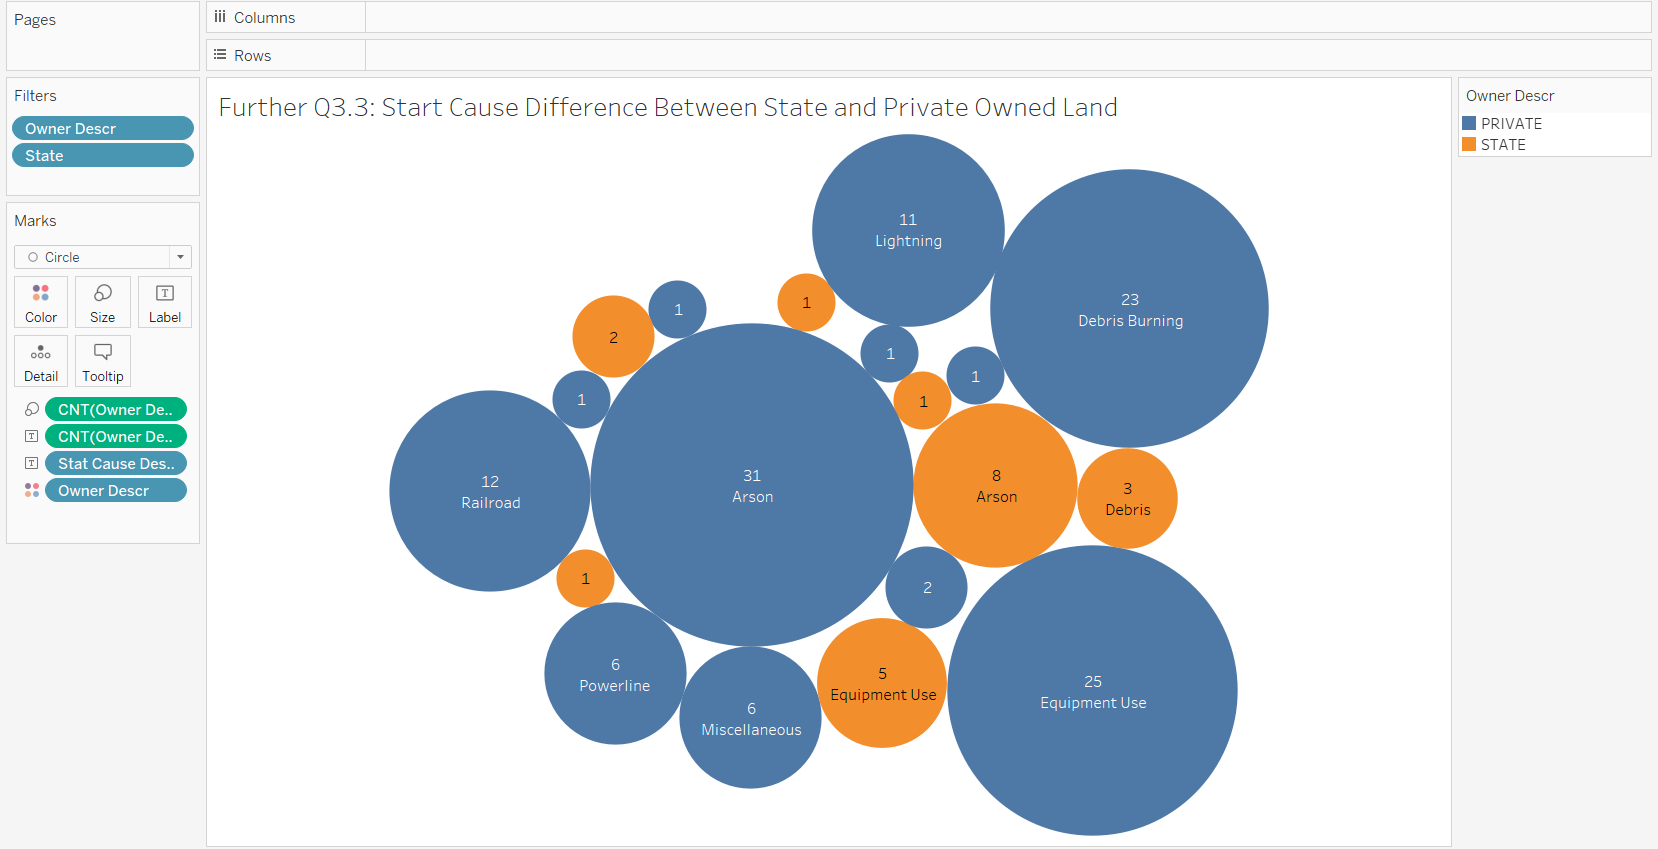 Pages
Columns
Rows
Filters
Owner Descr
State
Marks
Circle
Color
Size
Label
Detail
Tooltip
CNT(Owner De..
CNT(Owner De..
Stat Cause Des..
Owner Descr
Further Q3.3: Start Cause Difference Between State and Private Owned Land
11
Lightning
23
Debris Burning
1
1
2
1
1
1
1
12
Railroad
31
Arson
8
Arson
3
Debris
1
2
6
Powerline
6
Miscellaneous
5
Equipment Use
25
Equipment Use
Owner Descr
PRIVATE
STATE